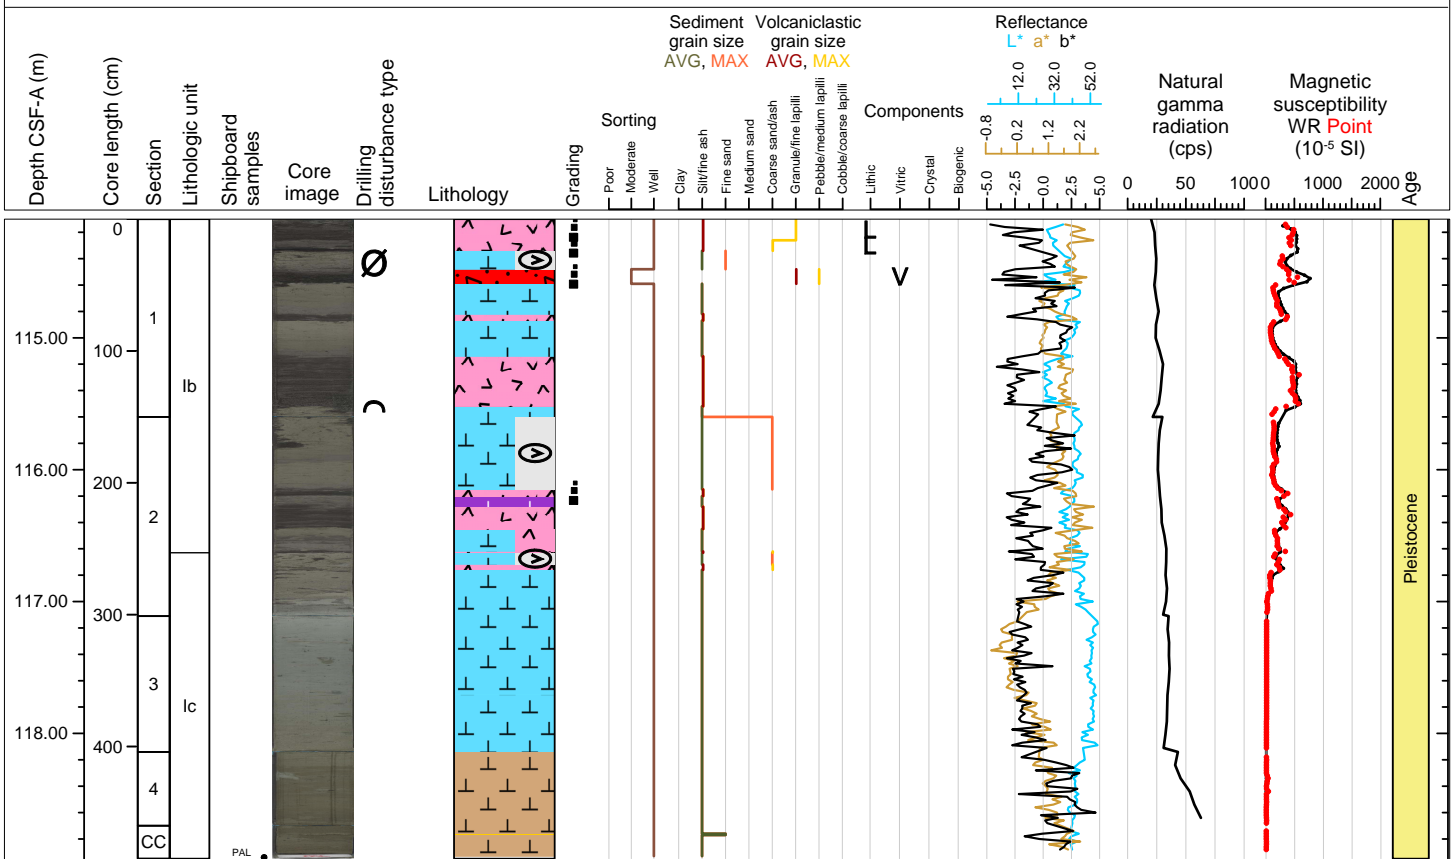 Depth CSF-A (m)
Core length (cm)
Section
Lithologic unit
Shipboard
samples
Core
image
Drilling
disturbance type
Lithology
Grading
Sorting
Poor
Moderate
Well
Sediment
grain size
AVG, MAX
Volcaniclastic
grain size
AVG, MAX
Clay
Silt/fine ash
Fine sand
Medium sand
Coarse sand/ash
Granule/fine lapilli
Pebble/medium lapilli
Cobble/coarse lapilli
Components
Lithic
Vitric
Crystal
Biogenic
Reflectance
L* a* b*
12.0 32.0 52.0
-0.8 0.2 1.2 2.2
-5.0 -2.5 0.0 2.5 5.0
Natural
gamma
radiation
(cps)
0 50 100
Magnetic
susceptibility
WR Point
(10-5 SI)
0 1000 2000
Age
0
100
200
300
400
115.00
116.00
117.00
118.00
1
2
3
4
CC
Ib
Ic
PAL
V
Pleistocene